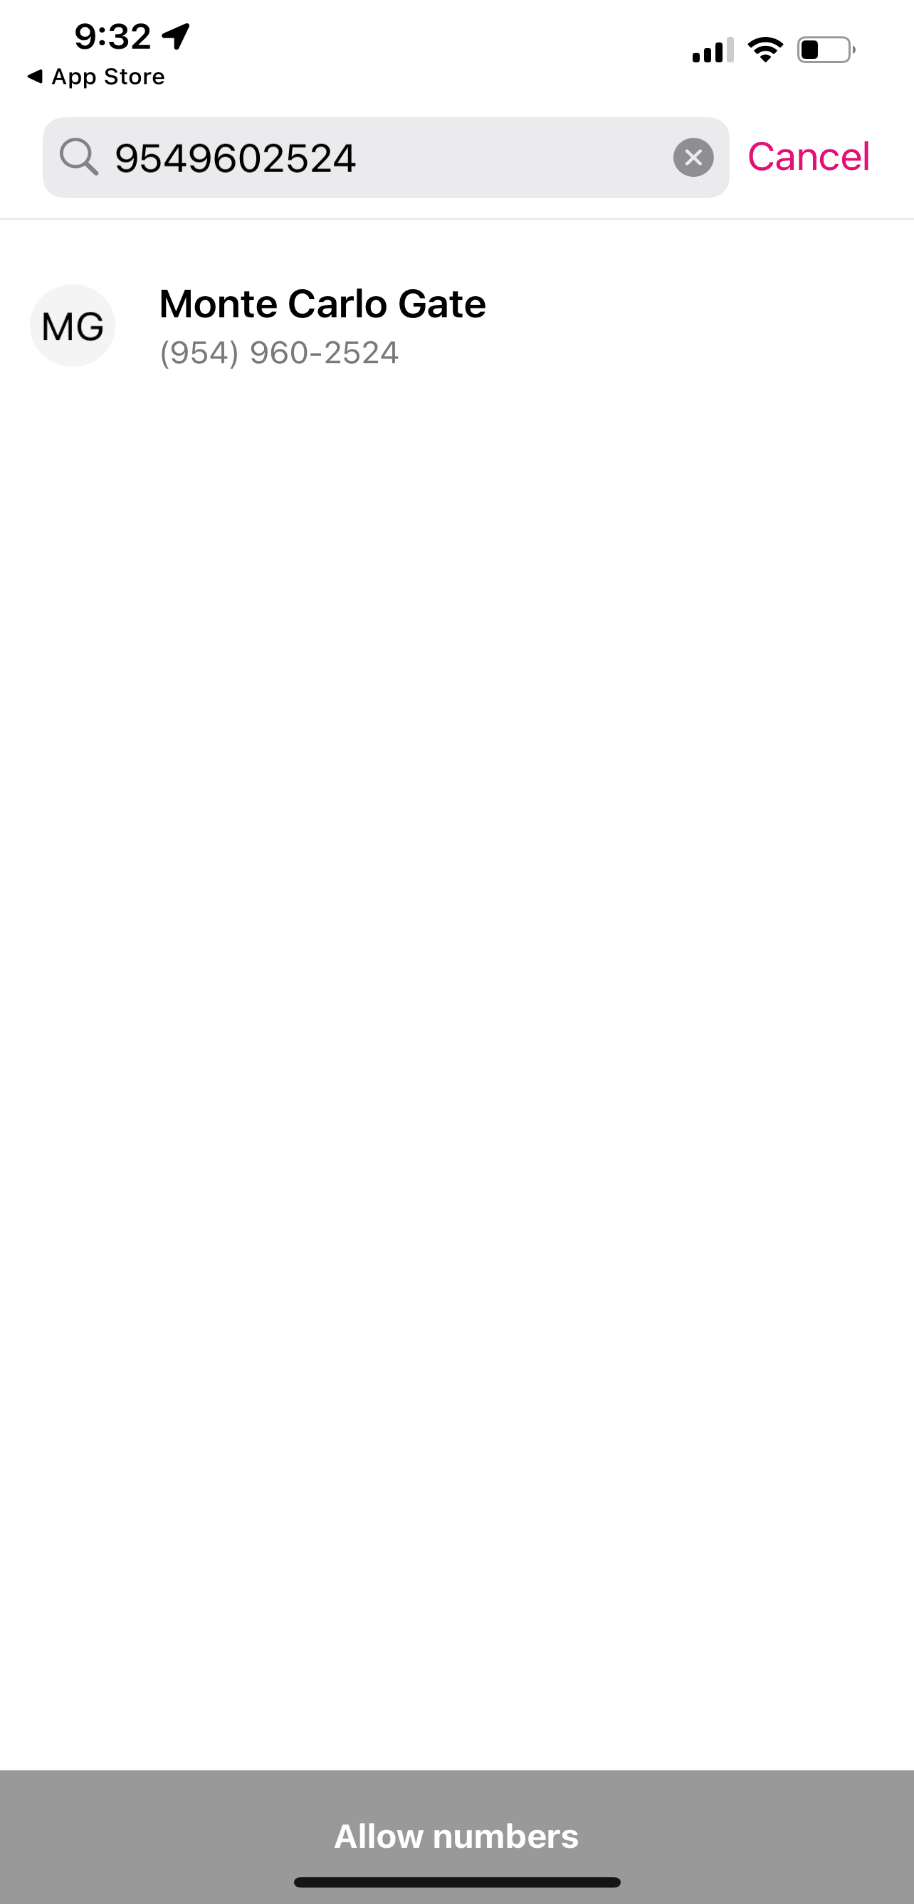 9:32
App Store
9549602524
Cancel
MG
Monte Carlo Gate
(954) 960-2524
Allow numbers